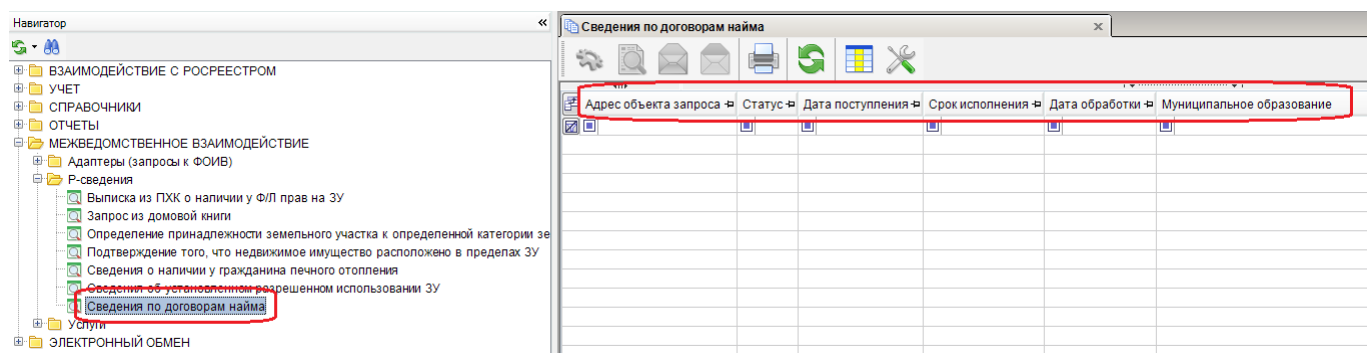 Навигатор
«
ВЗАИМОДЕЙСТВИЕ С РОСРЕЕСТРОМ
УЧЕТ
СПРАВОЧНИКИ
ОТЧЕТЫ
МЕЖВЕДОМСТВЕННОЕ ВЗАИМОДЕЙСТВИЕ
Адаптеры (запросы к ФОИВ)
Р-сведения
Выписка из ПХК о наличии у Ф/Л прав на ЗУ
Запрос из домовой книги
Определение принадлежности земельного участка к определенной категории зе
Подтверждение того, что недвижимое имущество расположено в пределах ЗУ
Сведения о наличии у гражданина печного отопления
Сведения об установленном разрешенном использовании ЗУ
Сведения по договорам найма
Услуги
ЭЛЕКТРОННЫЙ ОБМЕН
Сведения по договорам найма
Адрес объекта запроса Статус Дата поступления Срок исполнения Дата обработки Муниципальное образование